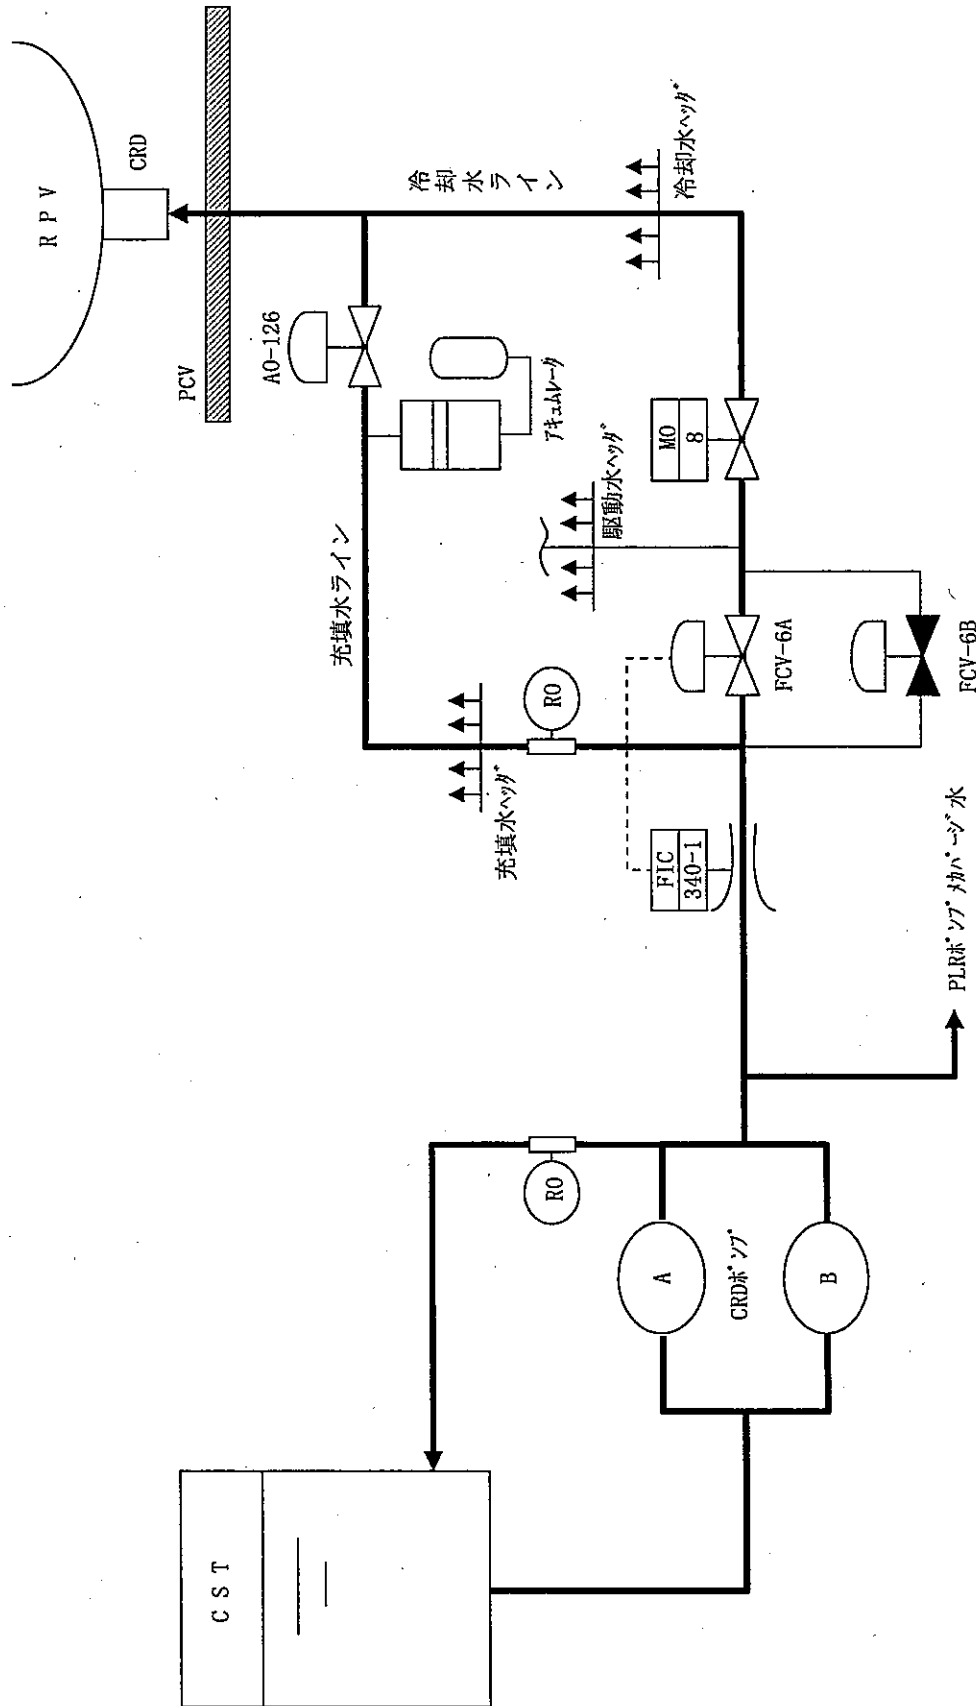 R P V
CRD
PCV
冷却水ライン
冷却水ヘッダ
AO-126
アキュムレータ
MO
8
駆動水ヘッダ
充填水ライン
RO
FCV-6A
FCV-6B
充填水ヘッダ
FIC
340-1
PLRポンプメカパージ水
RO
A
CRDポンプ
B
C S T